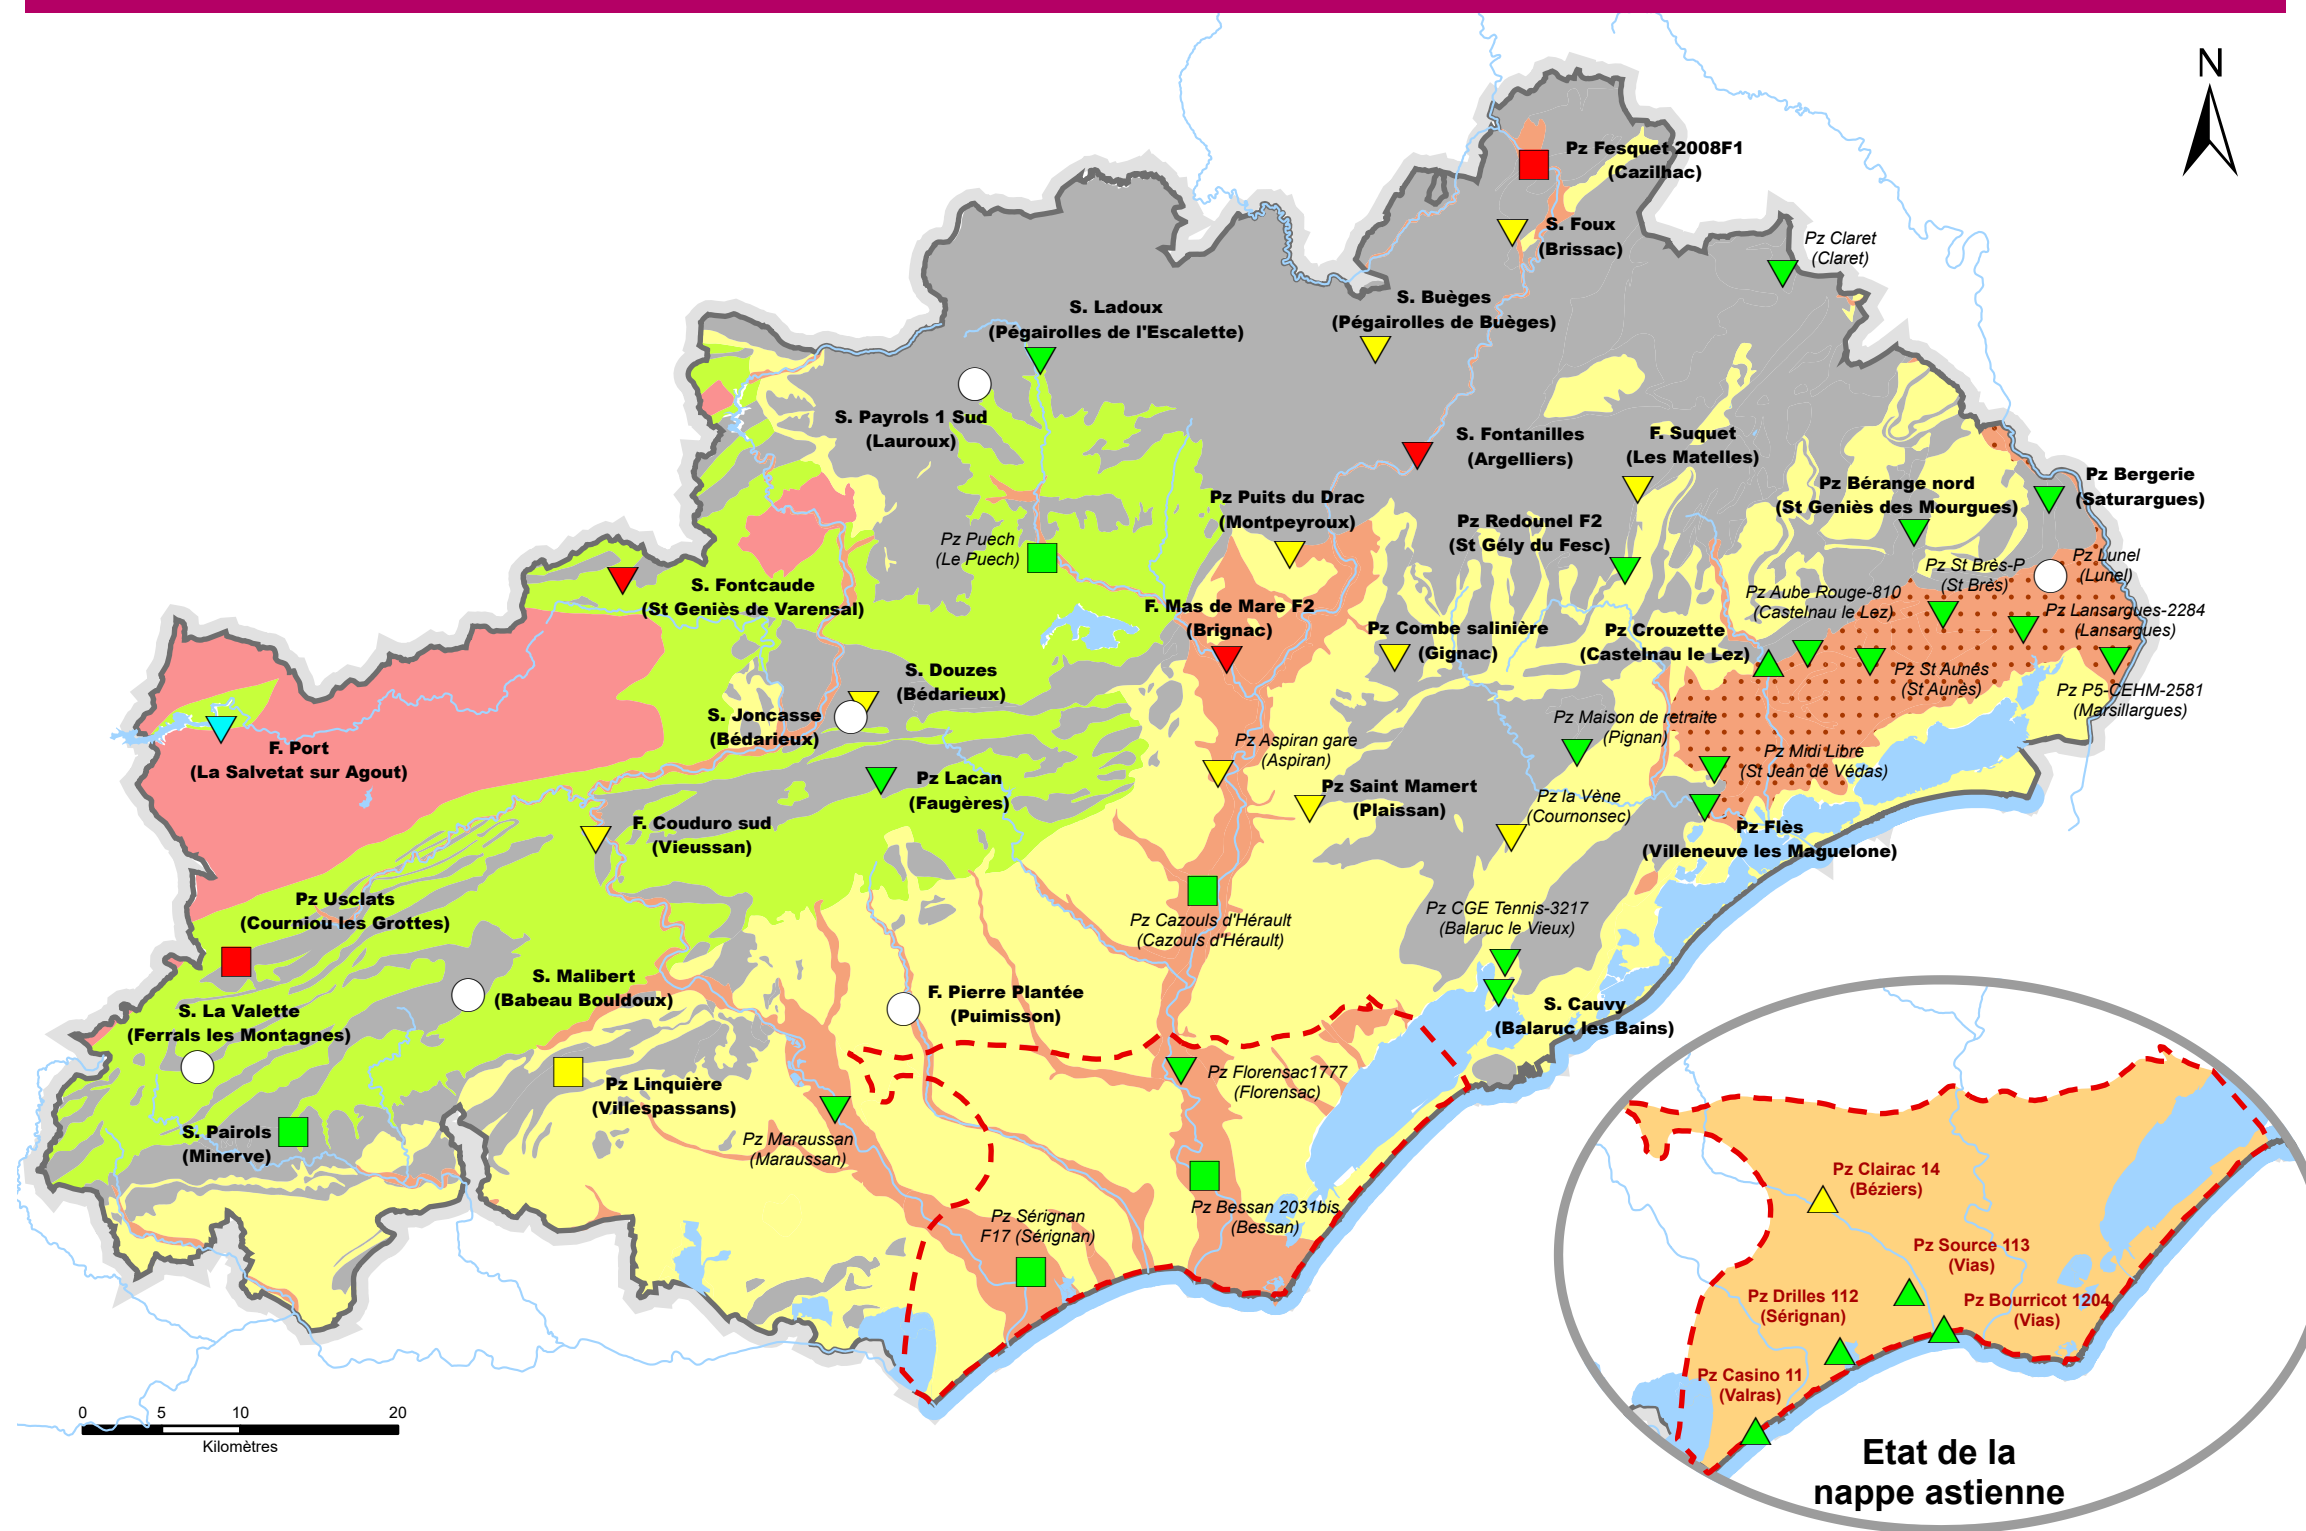 N
Pz Fesquet 2008F1
(Cazilhac)
S. Foux
(Brissac)
Pz Claret
(Claret)
S. Buèges
(Pégairolles de Buèges)
S. Ladoux
(Pégairolles de l'Escalette)
S. Payrols 1 Sud
(Lauroux)
S. Fontanilles
(Argelliers)
F. Suquet
(Les Matelles)
Pz Bergerie
(Saturargues)
Pz Bérange nord
(St Geniès des Mourgues)
Pz Puits du Drac
(Montpeyroux)
Pz Redounel F2
(St Gély du Fesc)
Pz Puech
(Le Puech)
Pz Lunel
(Lunel)
Pz St Brès-P
(St Brès)
S. Fontcaude
(St Geniès de Varensal)
Pz Aube Rouge-810
(Castelnau le Lez)
F. Mas de Mare F2
(Brignac)
Pz Lansargues-2284
(Lansargues)
Pz Combe salinière
(Gignac)
Pz Crouzette
(Castelnau le Lez)
S. Douzes
(Bédarieux)
Pz St Aunès
(St Aunès)
Pz P5-CEHM-2581
(Marsillargues)
S. Joncasse
(Bédarieux)
Pz Maison de retraite
(Pignan)
F. Port
(La Salvetat sur Agout)
Pz Aspiran gare
(Aspiran)
Pz Midi Libre
(St Jean de Védas)
Pz Lacan
(Faugères)
Pz Saint Mamert
(Plaissan)
Pz la Vène
(Cournonsec)
F. Couduro sud
(Vieussan)
Pz Flès
(Villeneuve les Maguelone)
Pz Usclats
(Courniou les Grottes)
Pz Cazouls d'Hérault
(Cazouls d'Hérault)
Pz CGE Tennis-3217
(Balaruc le Vieux)
S. Malibert
(Babeau Bouldoux)
F. Pierre Plantée
(Puimisson)
S. Cauvy
(Balaruc les Bains)
S. La Valette
(Ferrals les Montagnes)
Pz Linquière
(Villespassans)
Pz Florensac1777
(Florensac)
S. Pairols
(Minerve)
Pz Maraussan
(Maraussan)
Pz Bessan 2031bis
(Bessan)
Pz Sérignan
F17 (Sérignan)
Pz Clairac 14
(Béziers)
Pz Source 113
(Vias)
Pz Drilles 112
(Sérignan)
Pz Bourricot 1204
(Vias)
Pz Casino 11
(Valras)
0 5 10 20
Kilomètres
Etat de la
nappe astienne